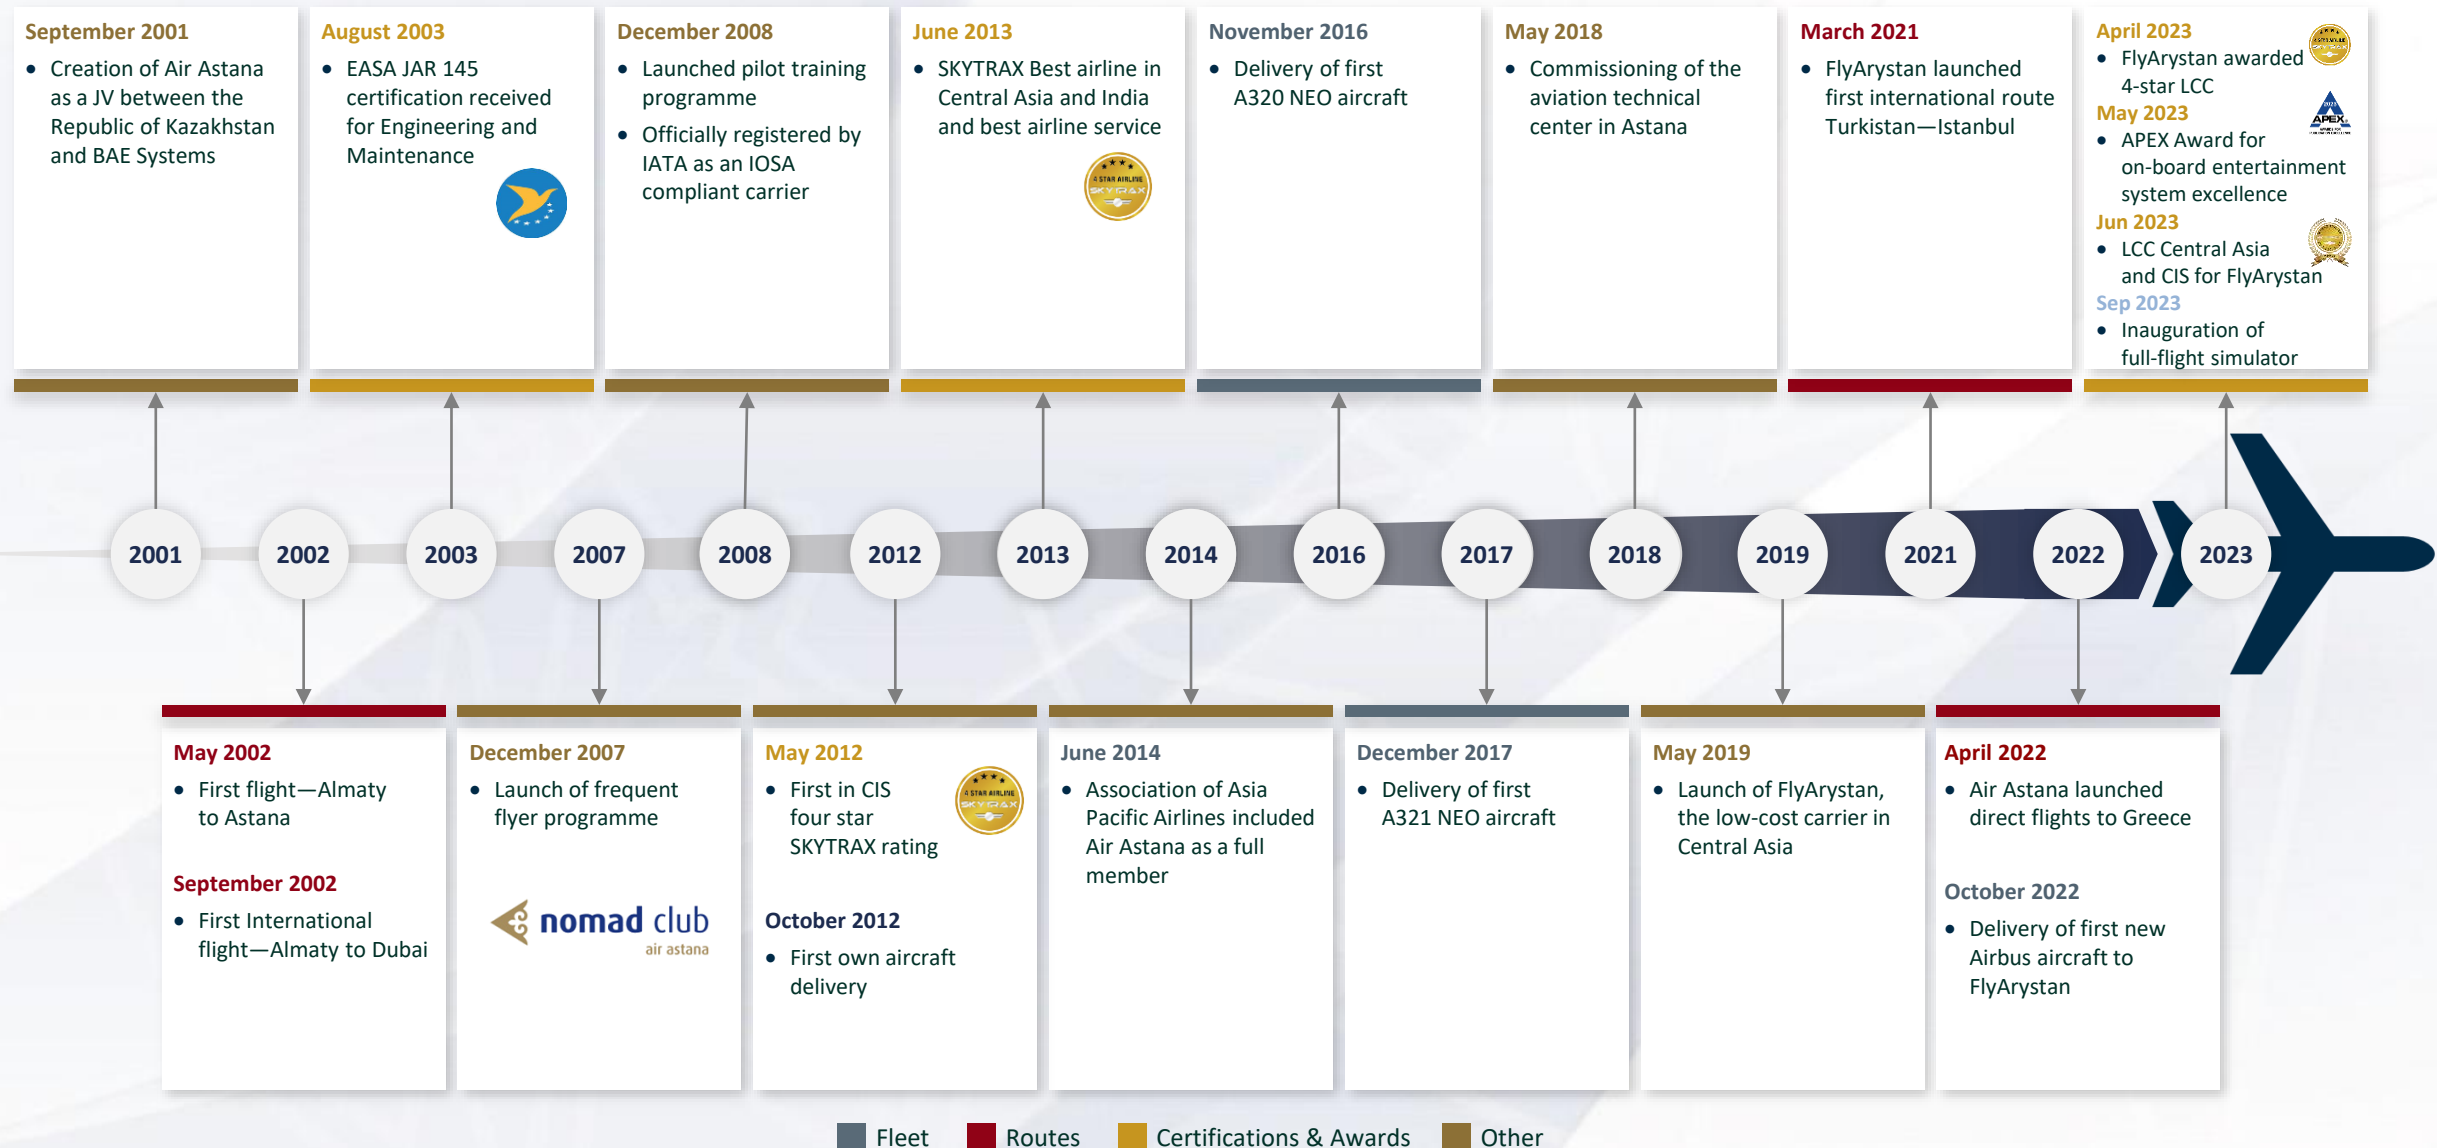 September 2001
• Creation of Air Astana
as a JV between the
Republic of Kazakhstan
and BAE Systems
August 2003
• EASA JAR 145
certification received
for Engineering and
Maintenance
December 2008
• Launched pilot training
programme
• Officially registered by
IATA as an IOSA
compliant carrier
June 2013
• SKYTRAX Best airline in
Central Asia and India
and best airline service
4 STAR AIRLINE
SKYTRAX
November 2016
• Delivery of first
A320 NEO aircraft
May 2018
• Commissioning of the
aviation technical
center in Astana
March 2021
• FlyArystan launched
first international route
Turkistan—Istanbul
April 2023
• FlyArystan awarded
4-star LCC
May 2023
• APEX Award for
on-board entertainment
system excellence
2023
APEX
Jun 2023
• LCC Central Asia
and CIS for FlyArystan
Sep 2023
• Inauguration of
full-flight simulator
2001
2002
2003
2007
2008
2012
2013
2014
2016
2017
2018
2019
2021
2022
2023
May 2002
• First flight—Almaty
to Astana
September 2002
• First International
flight—Almaty to Dubai
December 2007
• Launch of frequent
flyer programme
nomad club
air astana
May 2012
• First in CIS
four star
SKYTRAX rating
4 STAR AIRLINE
SKYTRAX
October 2012
• First own aircraft
delivery
June 2014
• Association of Asia
Pacific Airlines included
Air Astana as a full
member
December 2017
• Delivery of first
A321 NEO aircraft
May 2019
• Launch of FlyArystan,
the low-cost carrier in
Central Asia
April 2022
• Air Astana launched
direct flights to Greece
October 2022
• Delivery of first new
Airbus aircraft to
FlyArystan
Fleet
Routes
Certifications & Awards
Other